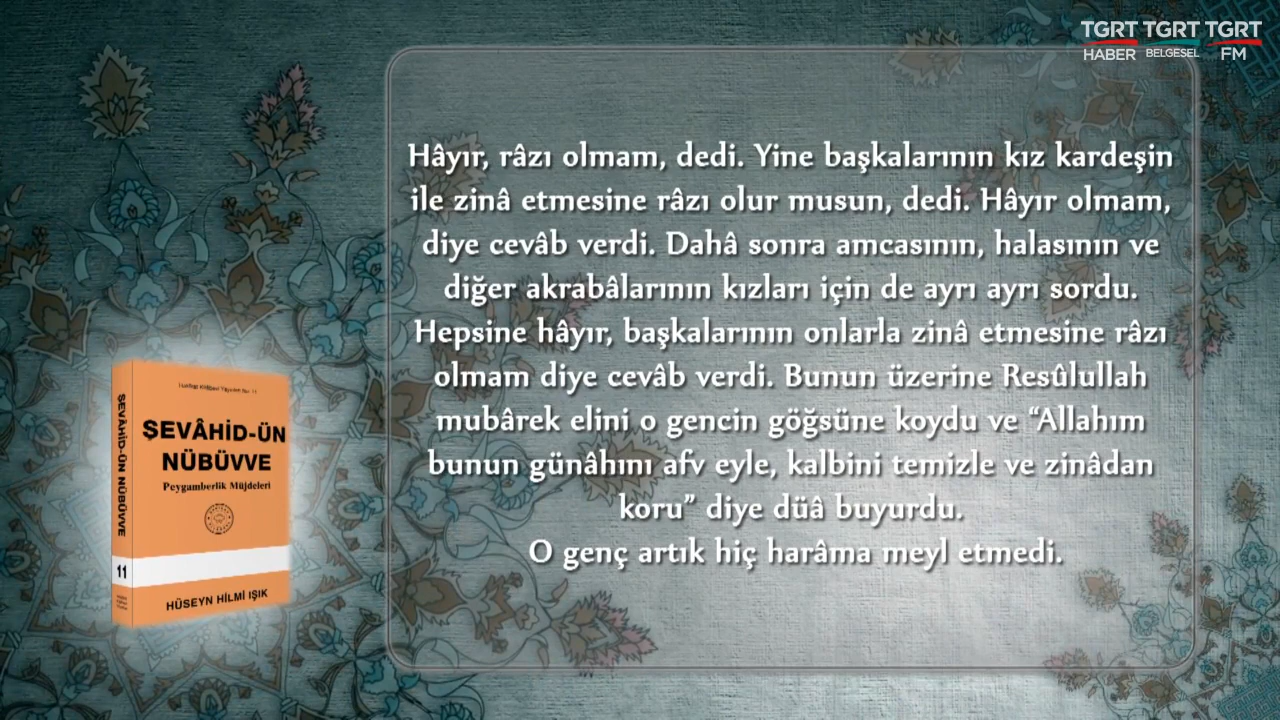 TGRT TGRT TGRT
HABER BELGESEL FM
Hâyır, râzı olmam, dedi. Yine başkalarının kız kardeşin
ile zinâ etmesine râzı olur musun, dedi. Hâyır olmam,
diye cevâb verdi. Dahâ sonra amcasının, halasının ve
diğer akrabâlarının kızları için de ayrı ayrı sordu.
Hepsine hâyır, başkalarının onlarla zinâ etmesine râzı
olmam diye cevâb verdi. Bunun üzerine Resûlullah
mubârek elini o gencin göğsüne koydu ve “Allahım
bunun günâhını afv eyle, kalbini temizle ve zinâdan
koru” diye düâ buyurdu.
O genç artık hiç harâma meyl etmedi.
ŞEVÂHİD-ÜN NÜBÜVVE
11
ŞEVÂHİD-ÜN
NÜBÜVVE
Peygamberlik Müjdeleri
HÜSEYN HİLMİ IŞIK